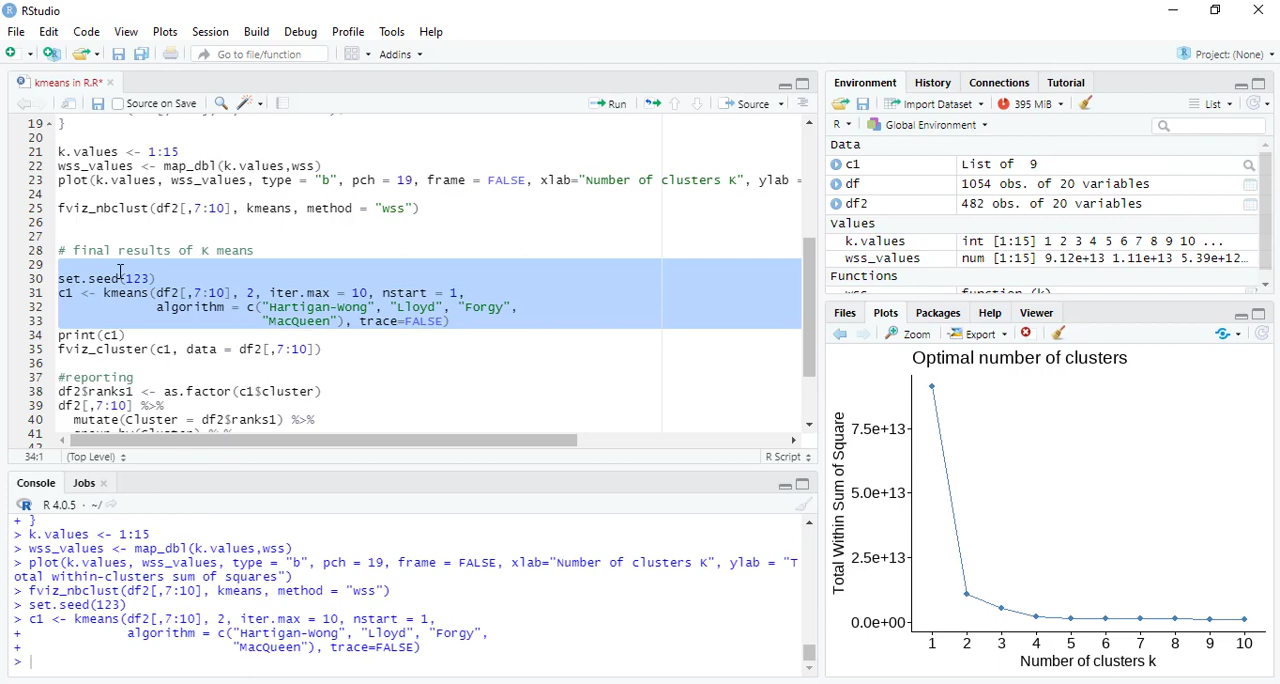 RStudio
File Edit Code View Plots Session Build Debug Profile Tools Help
Go to file/function Addins Project: (None)
kmeans in R.R*
Source on Save Run Source
19 }
20
21 k.values <- 1:15
22 wss_values <- map_dbl(k.values,wss)
23 plot(k.values, wss_values, type = "b", pch = 19, frame = FALSE, xlab="Number of clusters K", ylab =
24
25 fviz_nbclust(df2[,7:10], kmeans, method = "wss")
26
27
28 # final results of K means
29
30 set.seed(123)
31 c1 <- kmeans(df2[,7:10], 2, iter.max = 10, nstart = 1,
32 algorithm = c("Hartigan-Wong", "Lloyd", "Forgy",
33 "MacQueen"), trace=FALSE)
34 print(c1)
35 fviz_cluster(c1, data = df2[,7:10])
36
37 #reporting
38 df2$ranks1 <- as.factor(c1$cluster)
39 df2[,7:10] %>%
40 mutate(Cluster = df2$ranks1) %>%
41
34:1 (Top Level) R Script
Console Jobs
R 4.0.5 · ~/
+ }
> k.values <- 1:15
> wss_values <- map_dbl(k.values,wss)
> plot(k.values, wss_values, type = "b", pch = 19, frame = FALSE, xlab="Number of clusters K", ylab = "T
otal within-clusters sum of squares")
> fviz_nbclust(df2[,7:10], kmeans, method = "wss")
> set.seed(123)
> c1 <- kmeans(df2[,7:10], 2, iter.max = 10, nstart = 1,
+ algorithm = c("Hartigan-Wong", "Lloyd", "Forgy",
+ "MacQueen"), trace=FALSE)
>
Environment History Connections Tutorial
Import Dataset 395 MiB List
R Global Environment
Data
c1 List of 9
df 1054 obs. of 20 variables
df2 482 obs. of 20 variables
Values
k.values int [1:15] 1 2 3 4 5 6 7 8 9 10 ...
wss_values num [1:15] 9.12e+13 1.11e+13 5.39e+12...
Functions
Files Plots Packages Help Viewer
Zoom Export
Optimal number of clusters
Total Within Sum of Square
7.5e+13
5.0e+13
2.5e+13
0.0e+00
1 2 3 4 5 6 7 8 9 10
Number of clusters k